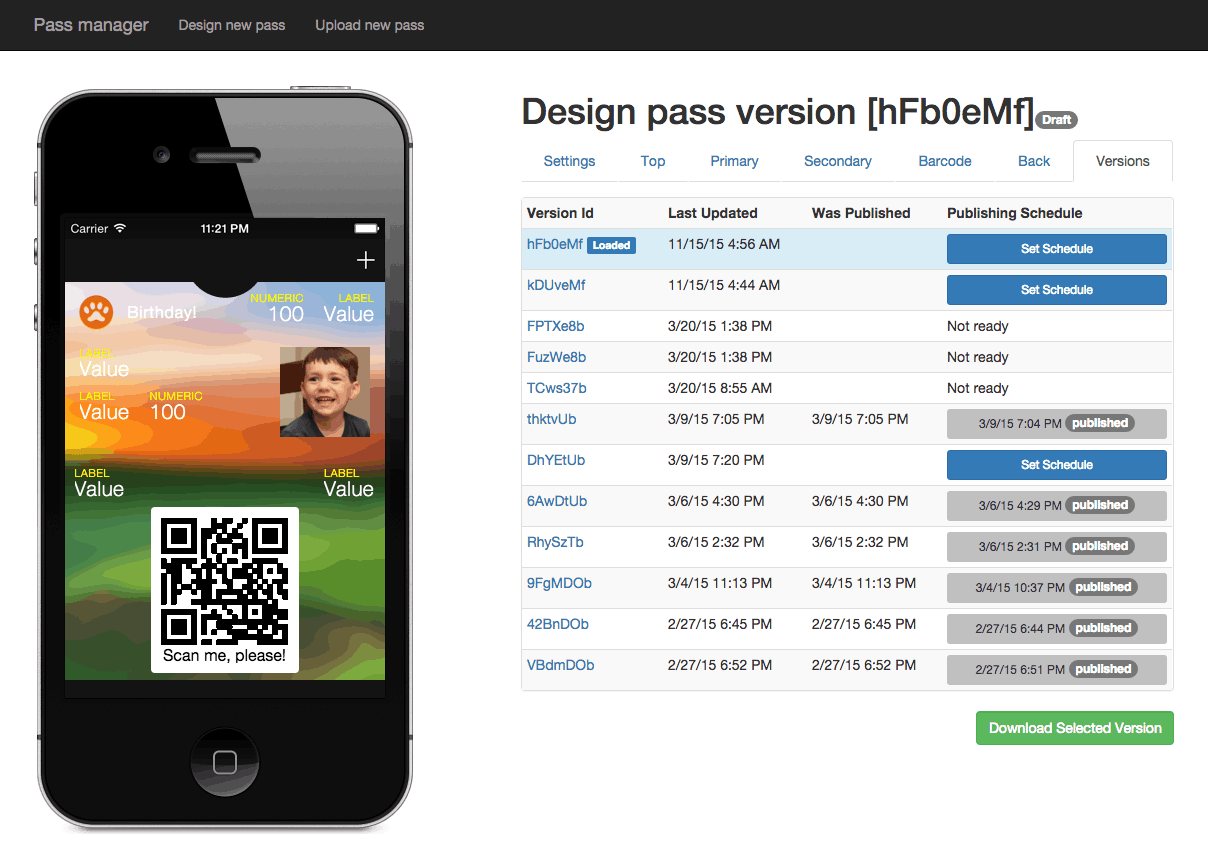 Pass manager Design new pass Upload new pass
Carrier 11:21 PM
Birthday! NUMERIC LABEL
100 Value
LABEL
Value
LABEL NUMERIC
Value 100
LABEL LABEL
Value Value
Scan me, please!
Design pass version [hFb0eMf] Draft
Settings Top Primary Secondary Barcode Back Versions
Version Id Last Updated Was Published Publishing Schedule
hFb0eMf Loaded 11/15/15 4:56 AM Set Schedule
kDUveMf 11/15/15 4:44 AM Set Schedule
FPTXe8b 3/20/15 1:38 PM Not ready
FuzWe8b 3/20/15 1:38 PM Not ready
TCws37b 3/20/15 8:55 AM Not ready
thktvUb 3/9/15 7:05 PM 3/9/15 7:05 PM 3/9/15 7:04 PM published
DhYEtUb 3/9/15 7:20 PM Set Schedule
6AwDtUb 3/6/15 4:30 PM 3/6/15 4:30 PM 3/6/15 4:29 PM published
RhySzTb 3/6/15 2:32 PM 3/6/15 2:32 PM 3/6/15 2:31 PM published
9FgMDOb 3/4/15 11:13 PM 3/4/15 11:13 PM 3/4/15 10:37 PM published
42BnDOb 2/27/15 6:45 PM 2/27/15 6:45 PM 2/27/15 6:44 PM published
VBdmDOb 2/27/15 6:52 PM 2/27/15 6:52 PM 2/27/15 6:51 PM published
Download Selected Version